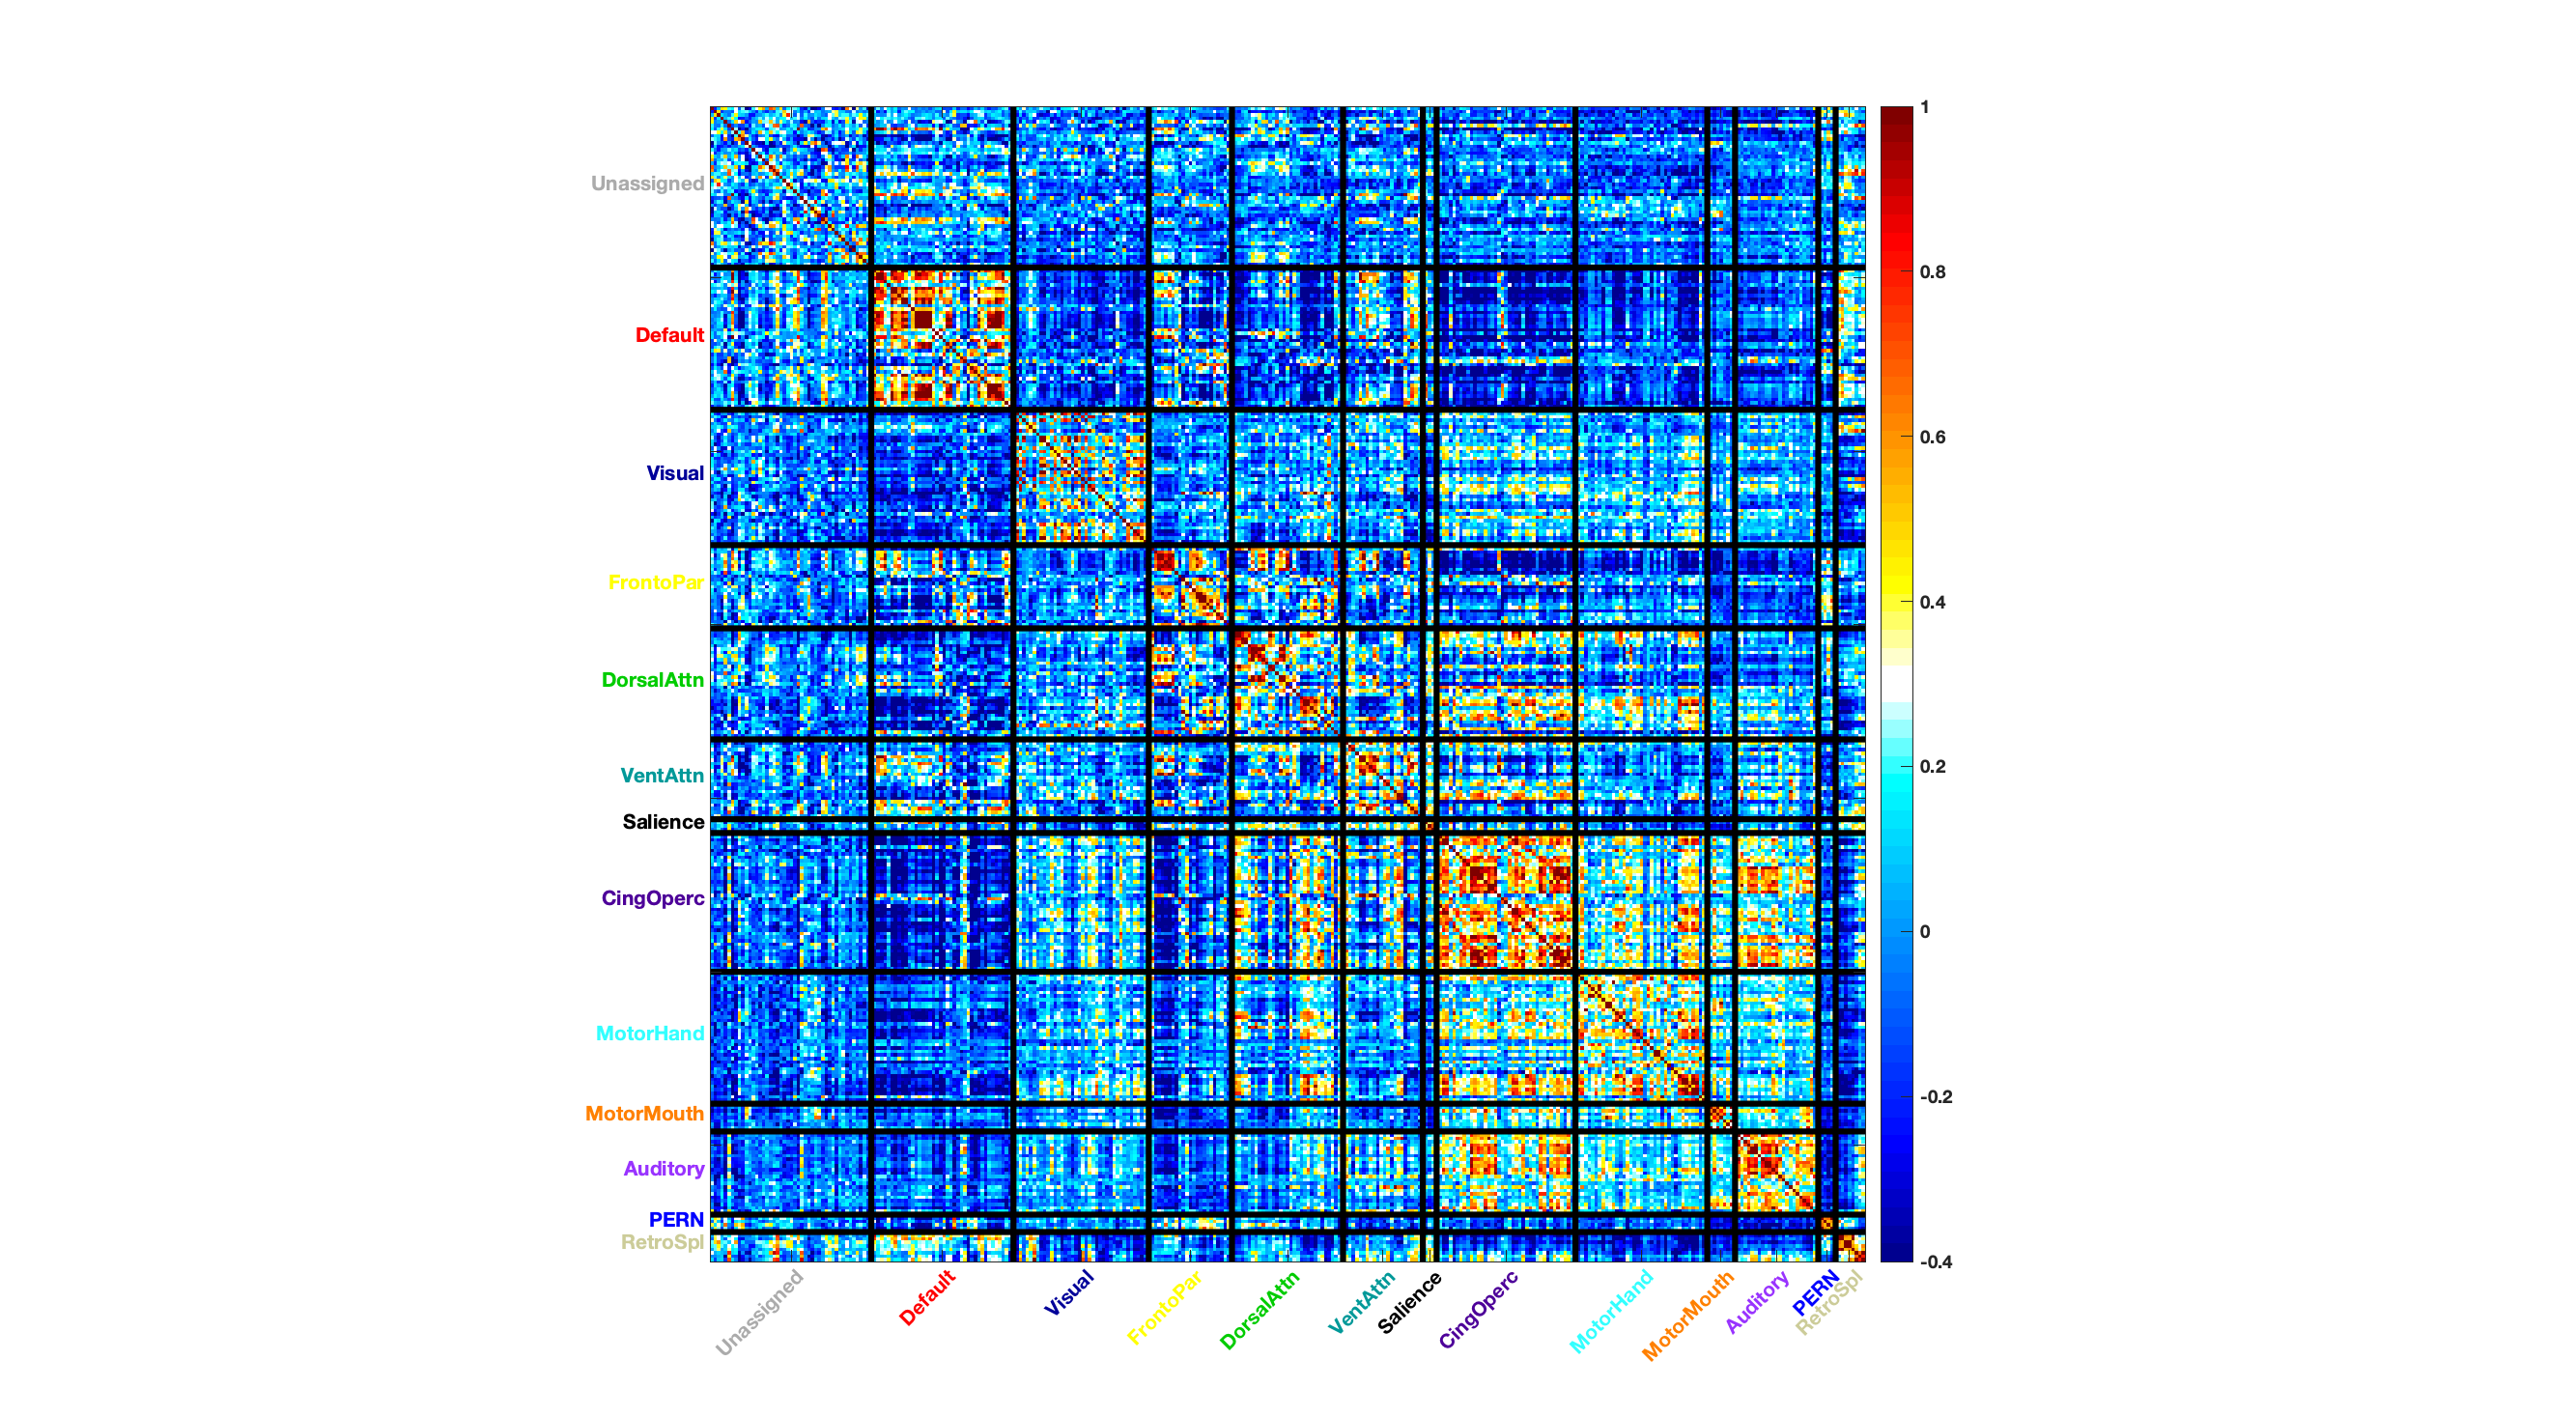 Unassigned
Default
Visual
FrontoPar
DorsalAttn
VentAttn
Salience
CingOperc
MotorHand
MotorMouth
Auditory
PERN
RetroSpl
Unassigned
Default
Visual
FrontoPar
DorsalAttn
VentAttn
Salience
CingOperc
MotorHand
MotorMouth
Auditory
PERN
RetroSpl
1
0.8
0.6
0.4
0.2
0
-0.2
-0.4